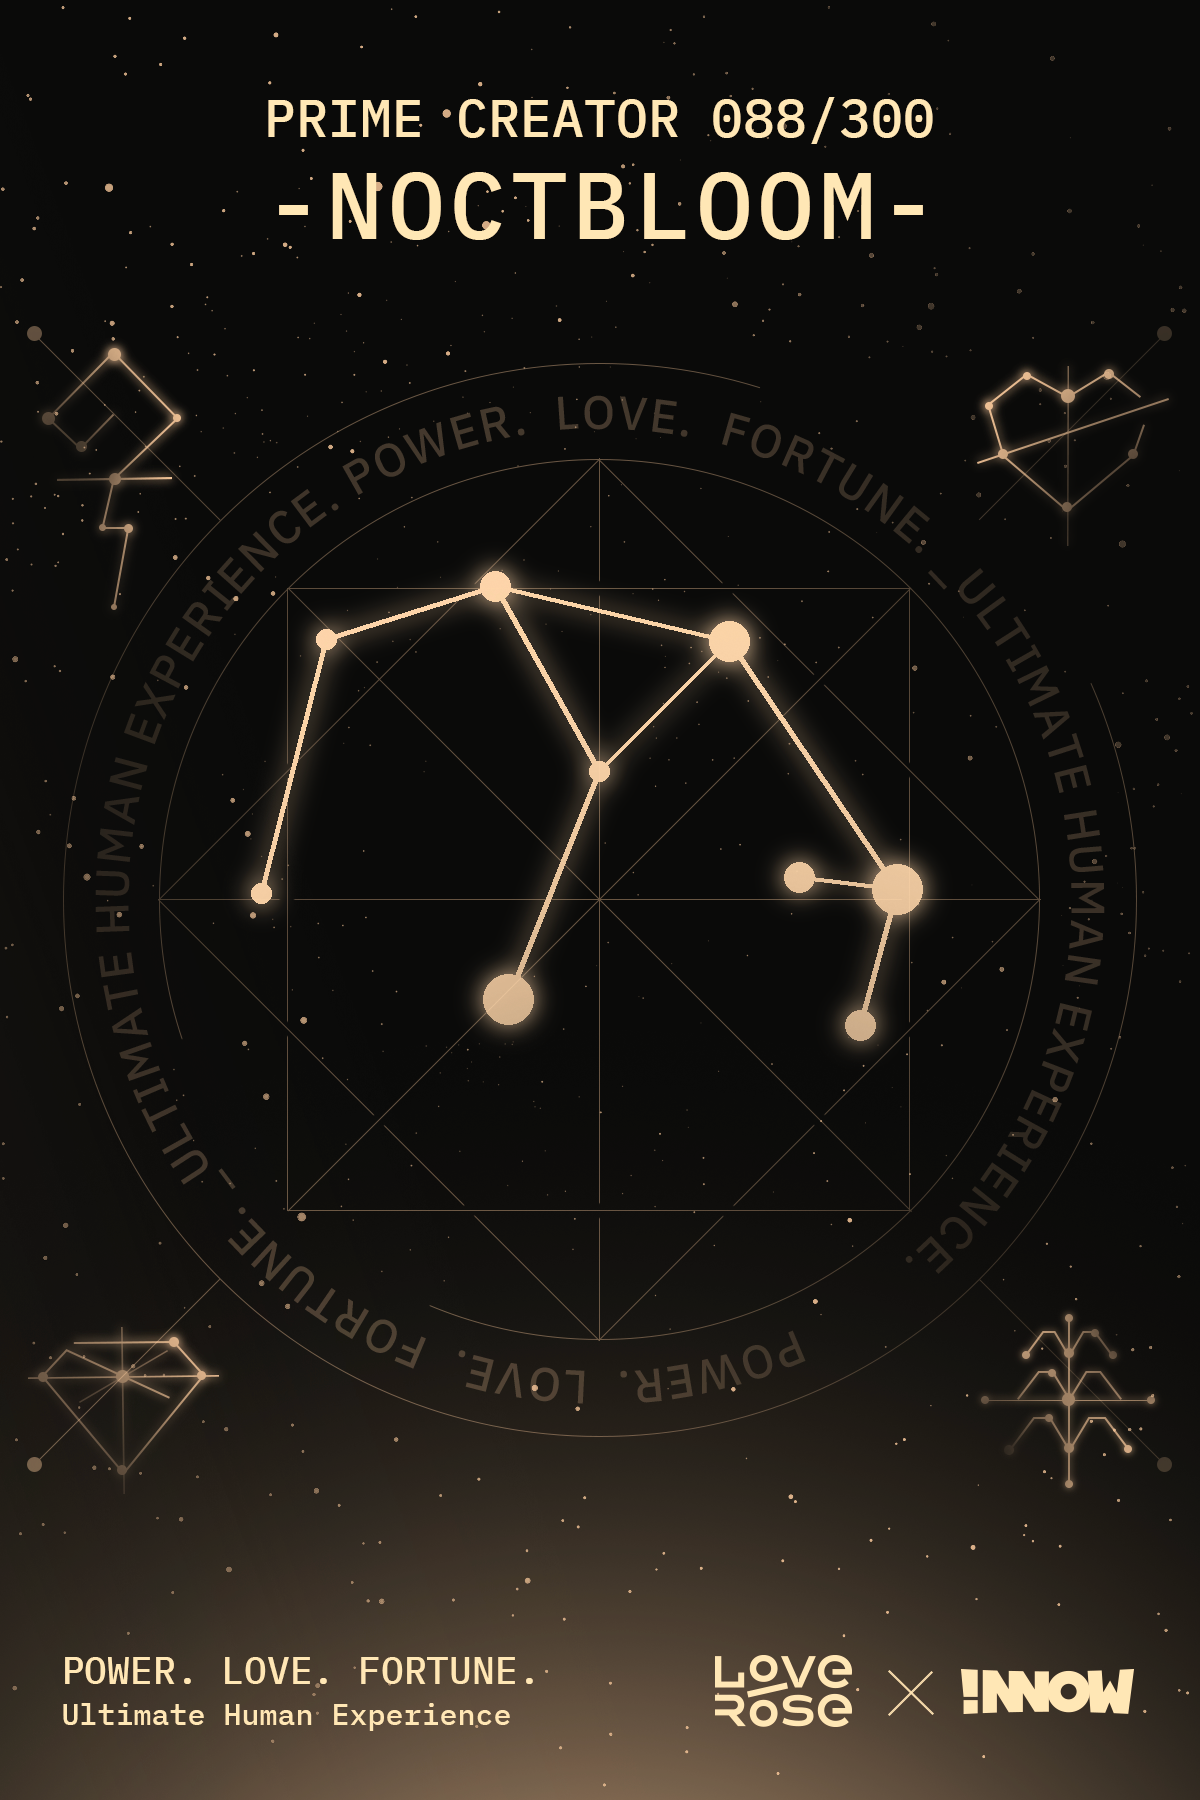 PRIME CREATOR 088/300
-NOCTBLOOM-
POWER. LOVE. FORTUNE. – ULTIMATE HUMAN EXPERIENCE.
POWER. LOVE. FORTUNE. – ULTIMATE HUMAN EXPERIENCE.
POWER. LOVE. FORTUNE.
Ultimate Human Experience
LOVE
ROSE
!NNOW